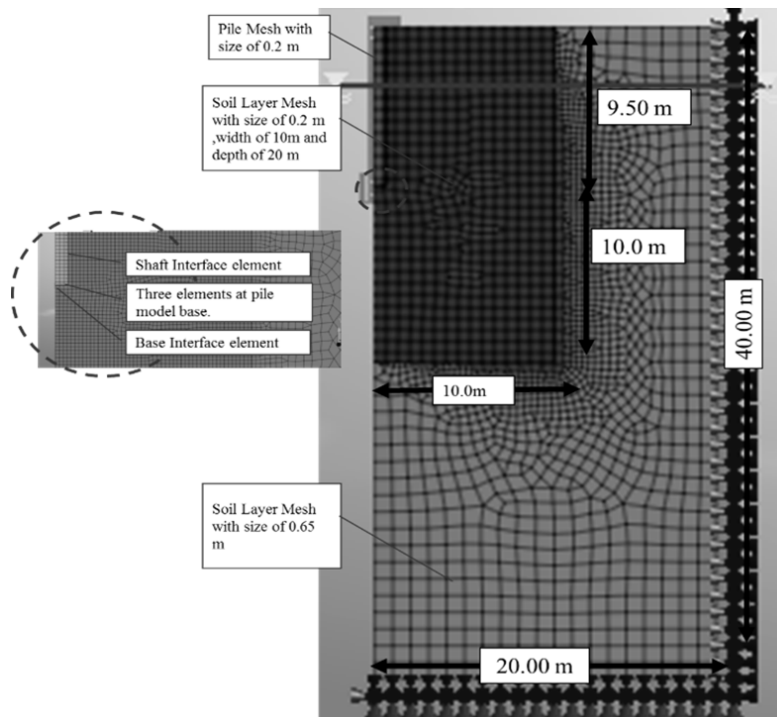 Pile Mesh with
size of 0.2 m
Soil Layer Mesh
with size of 0.2 m
,width of 10m and
depth of 20 m
9.50 m
10.0 m
Shaft Interface element
Three elements at pile
model base.
Base Interface element
40.00 m
10.0m
Soil Layer Mesh
with size of 0.65
m
20.00 m